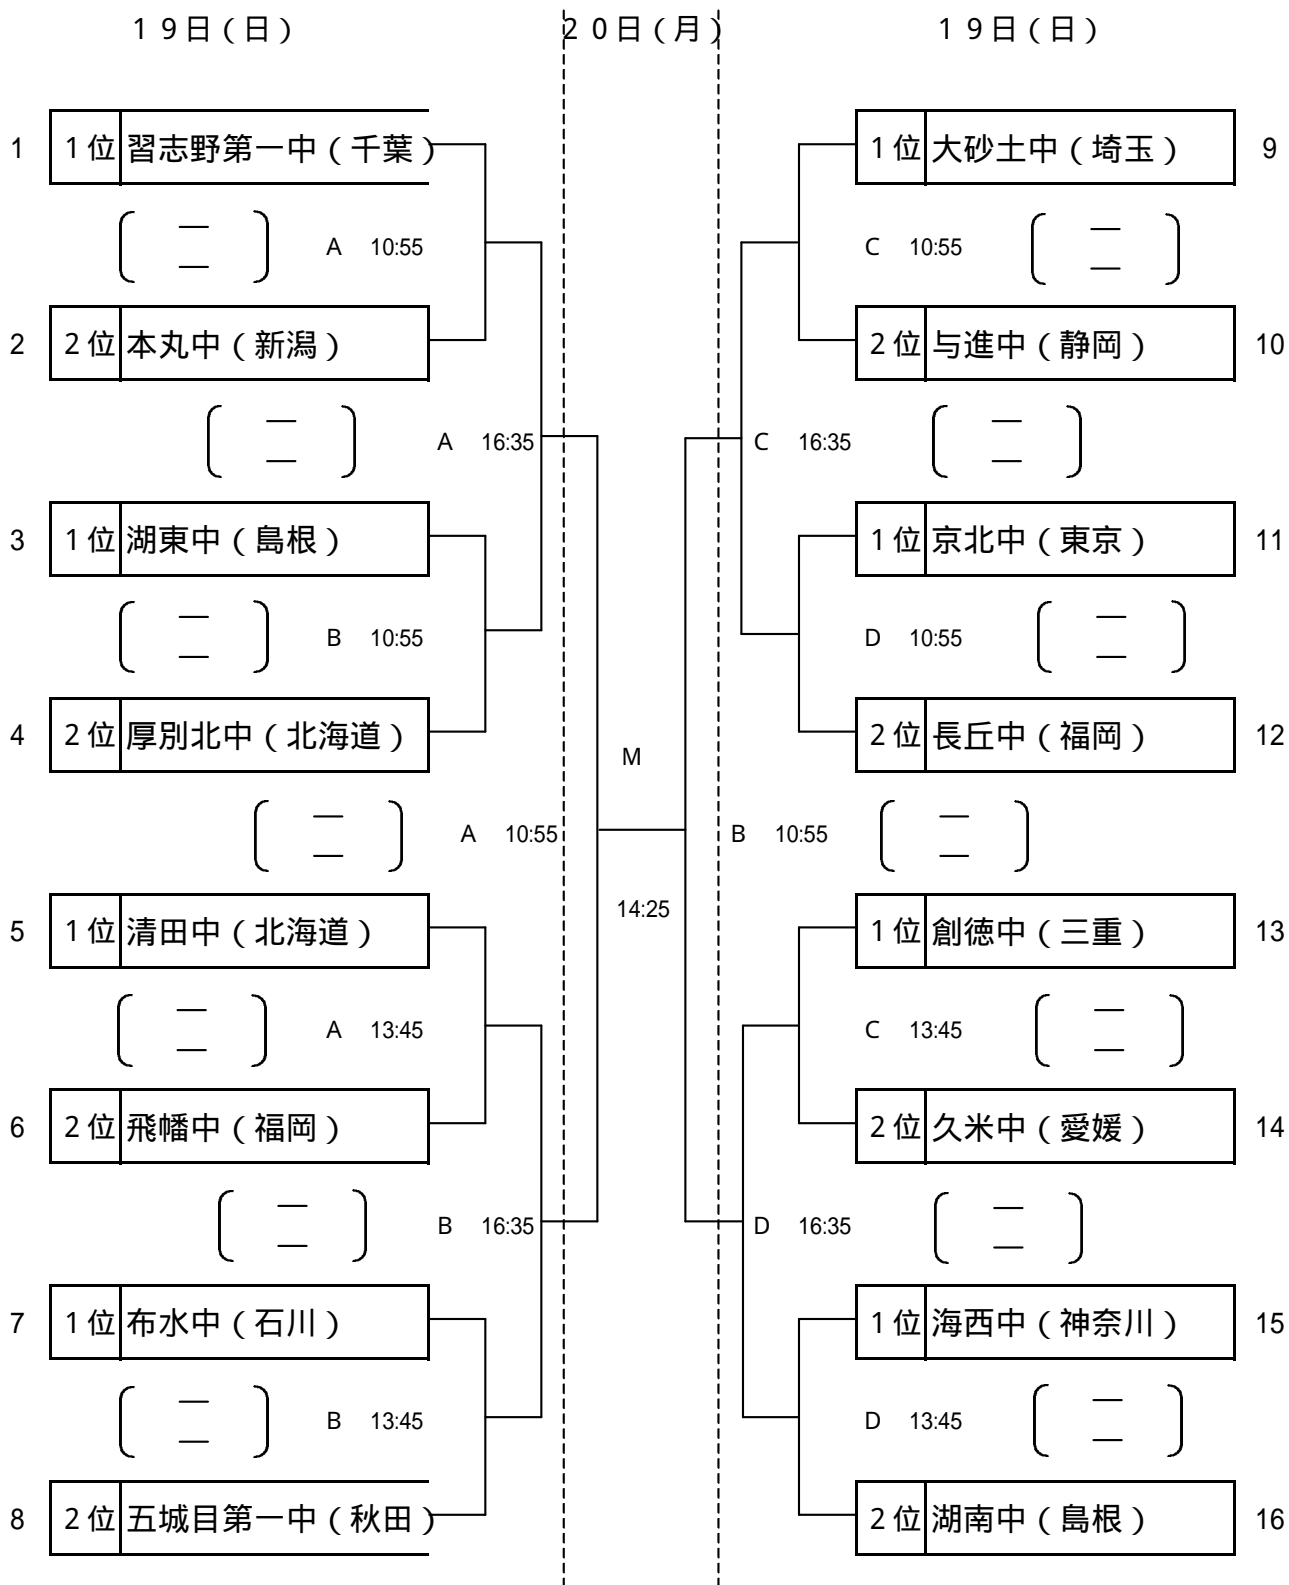 １９日（日） ２０日（月） １９日（日）
1 １位 習志野第一中（千葉） １位 大砂土中（埼玉） 9
A 10:55 C 10:55
2 ２位 本丸中（新潟） ２位 与進中（静岡） 10
A 16:35 C 16:35
3 １位 湖東中（島根） １位 京北中（東京） 11
B 10:55 D 10:55
4 ２位 厚別北中（北海道） ２位 長丘中（福岡） 12
M
A 10:55 B 10:55
14:25
5 １位 清田中（北海道） １位 創徳中（三重） 13
A 13:45 C 13:45
6 ２位 飛幡中（福岡） ２位 久米中（愛媛） 14
B 16:35 D 16:35
7 １位 布水中（石川） １位 海西中（神奈川） 15
B 13:45 D 13:45
8 ２位 五城目第一中（秋田） ２位 湖南中（島根） 16